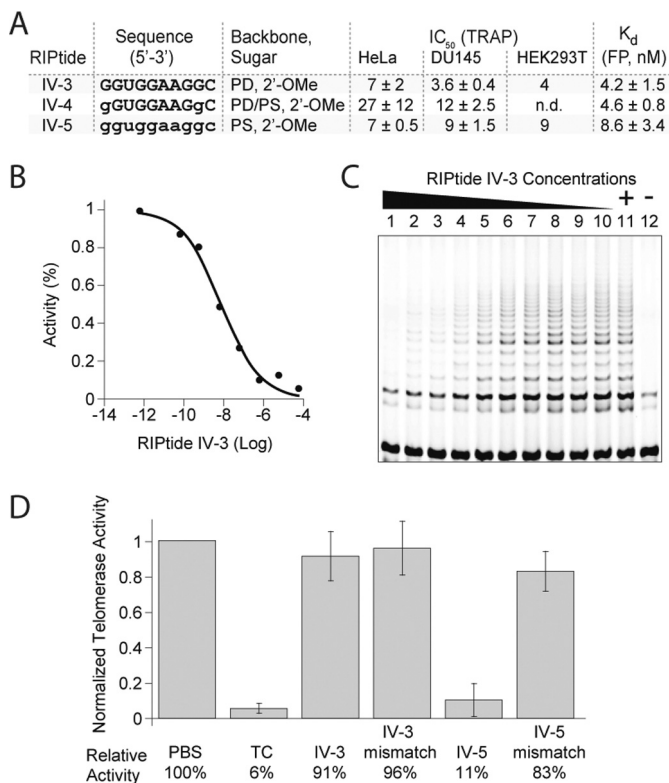 A
RIPtide Sequence (5'-3') Backbone, Sugar IC50 (TRAP) HeLa DU145 HEK293T Kd (FP, nM)
IV-3 GGUGGAAGGC PD, 2'-OMe 7 ± 2 3.6 ± 0.4 4 4.2 ± 1.5
IV-4 gGUGGAAGgC PD/PS, 2'-OMe 27 ± 12 12 ± 2.5 n.d. 4.6 ± 0.8
IV-5 gguggaaggc PS, 2'-OMe 7 ± 0.5 9 ± 1.5 9 8.6 ± 3.4
B
Activity (%)
1
0.8
0.6
0.4
0.2
0
-14 -12 -10 -8 -6 -4
RIPtide IV-3 (Log)
C
RIPtide IV-3 Concentrations + -
1 2 3 4 5 6 7 8 9 10 11 12
D
Normalized Telomerase Activity
1
0.8
0.6
0.4
0.2
0
PBS TC IV-3 IV-3 mismatch IV-5 IV-5 mismatch
Relative Activity 100% 6% 91% 96% 11% 83%